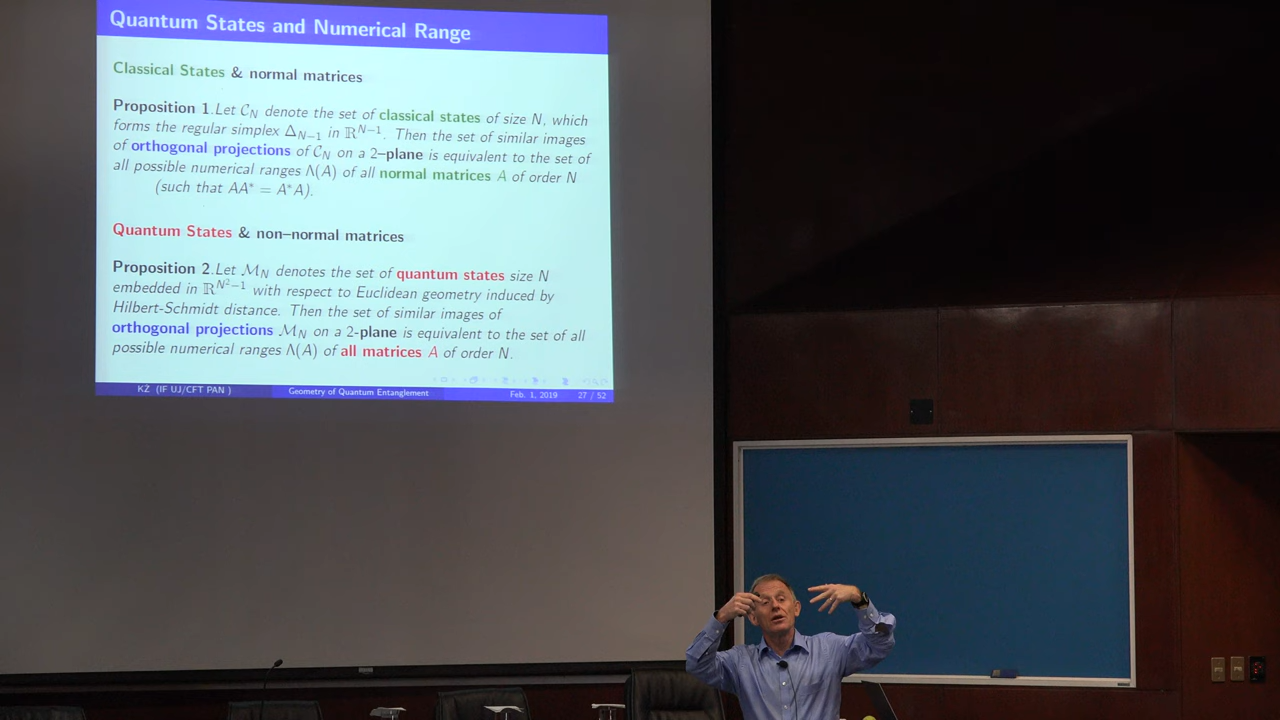 Quantum States and Numerical Range
Classical States & normal matrices
Proposition 1.Let 𝒞_N denote the set of classical states of size N, which
forms the regular simplex Δ_{N−1} in ℝ^{N−1}. Then the set of similar images
of orthogonal projections of 𝒞_N on a 2–plane is equivalent to the set of
all possible numerical ranges Λ(A) of all normal matrices A of order N
(such that AA* = A*A).
Quantum States & non–normal matrices
Proposition 2.Let ℳ_N denotes the set of quantum states size N
embedded in ℝ^{N²−1} with respect to Euclidean geometry induced by
Hilbert-Schmidt distance. Then the set of similar images of
orthogonal projections ℳ_N on a 2-plane is equivalent to the set of all
possible numerical ranges Λ(A) of all matrices A of order N.
KŻ (IF UJ/CFT PAN ) Geometry of Quantum Entanglement Feb. 1, 2019 27 / 52